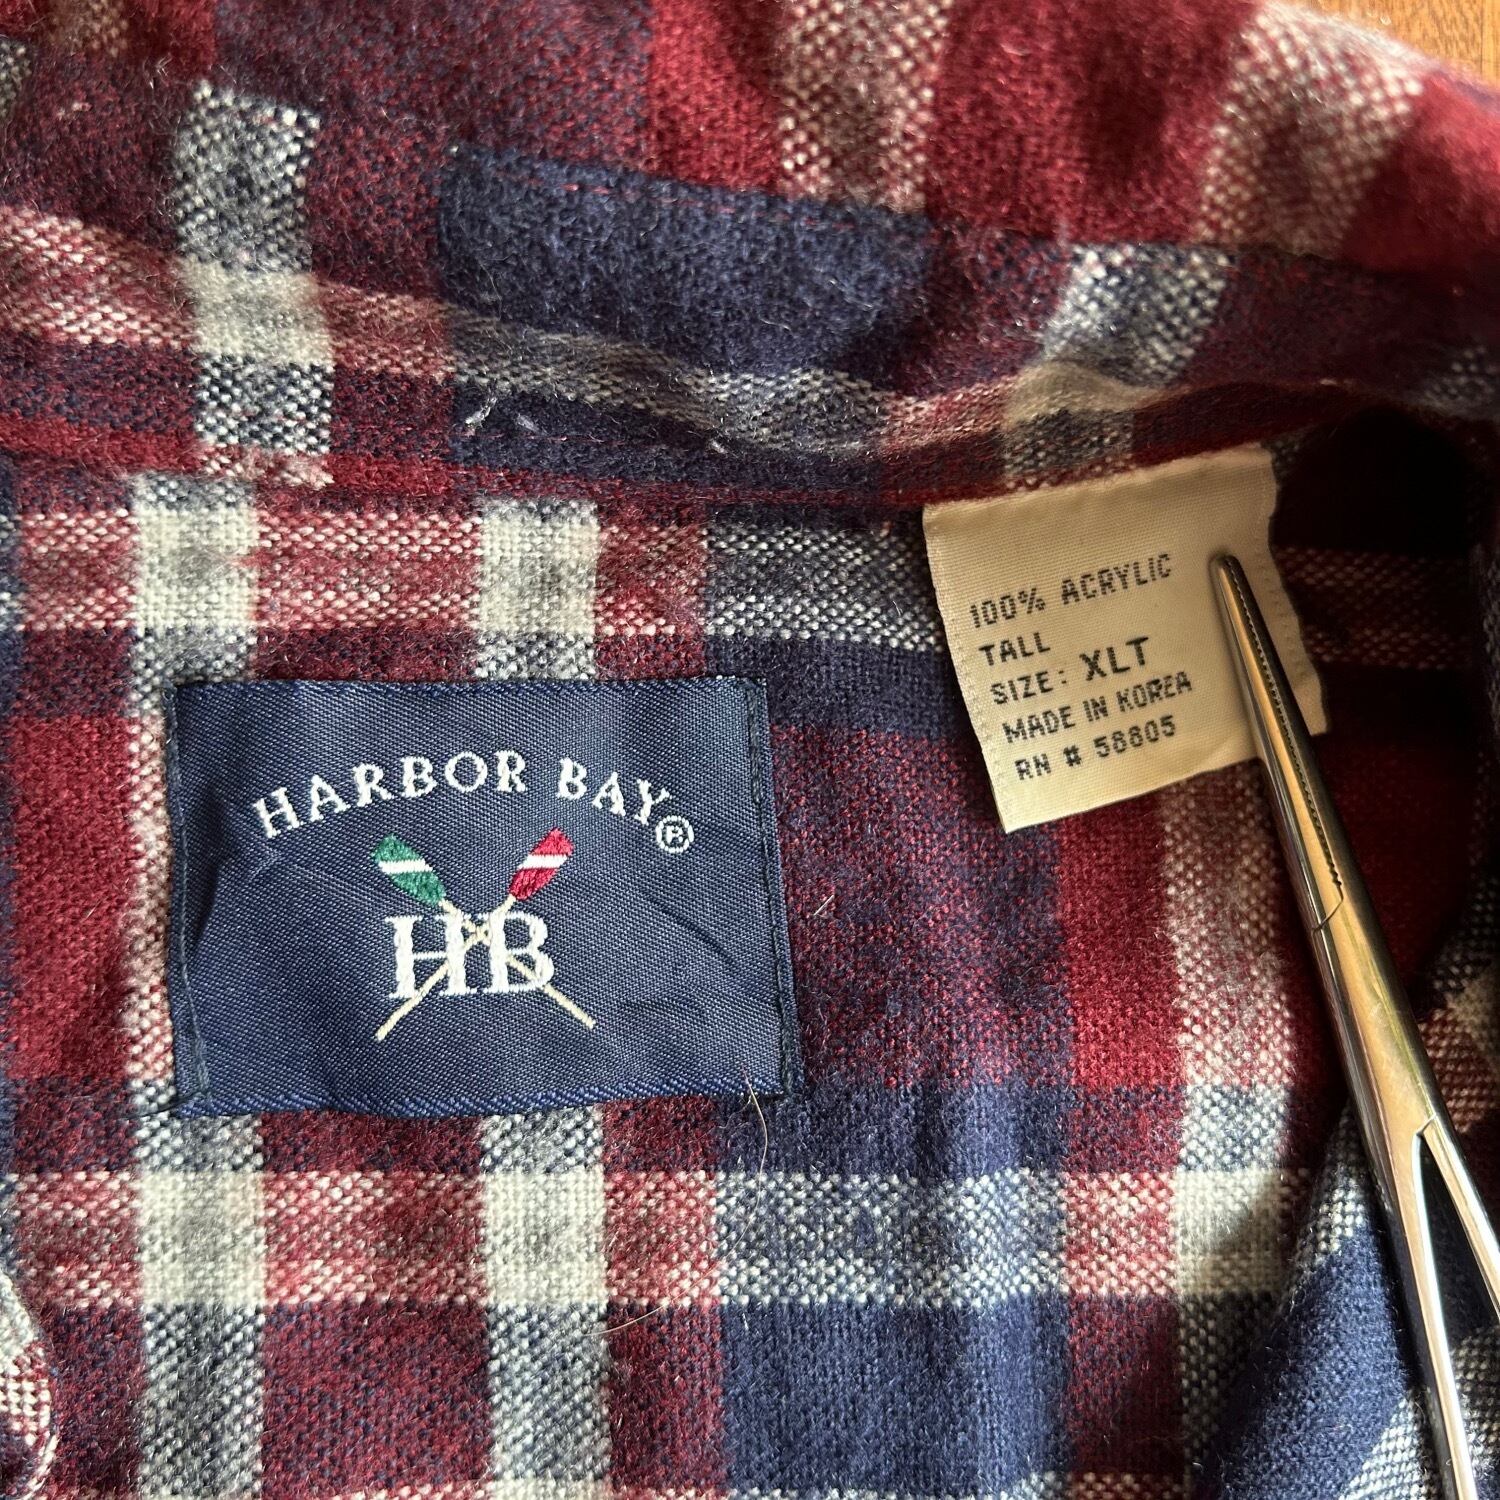 HARBOR BAY®
HB
100% ACRYLIC
TALL
SIZE: XLT
MADE IN KOREA
RN # 58805